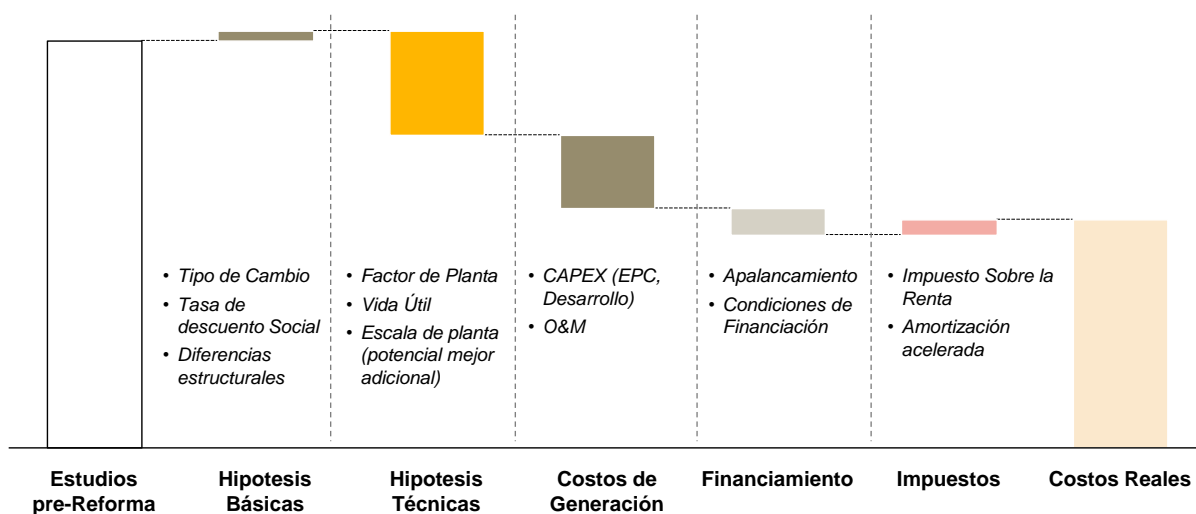 • Tipo de Cambio
• Tasa de
descuento Social
• Diferencias
estructurales
• Factor de Planta
• Vida Útil
• Escala de planta
(potencial mejor
adicional)
• CAPEX (EPC,
Desarrollo)
• O&M
• Apalancamiento
• Condiciones de
Financiación
• Impuesto Sobre la
Renta
• Amortización
acelerada
Estudios
pre-Reforma
Hipotesis
Básicas
Hipotesis
Técnicas
Costos de
Generación
Financiamiento
Impuestos
Costos Reales